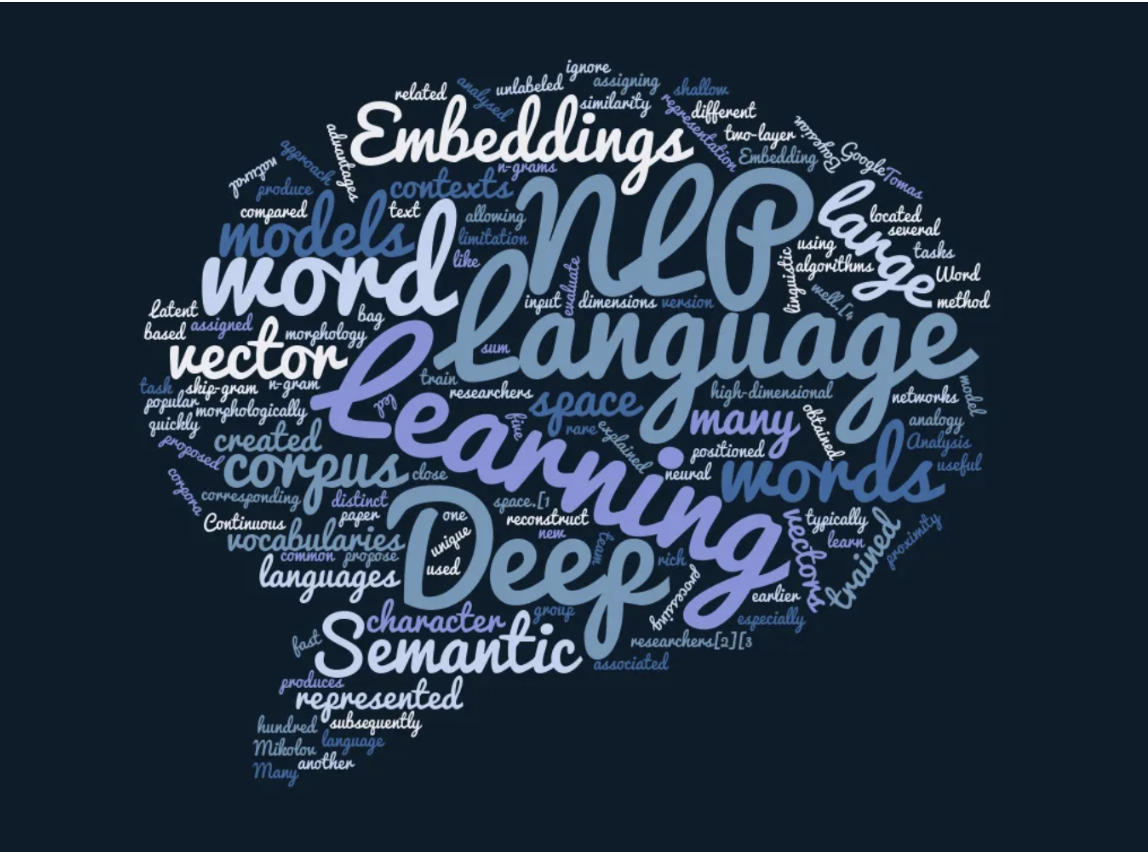 ignore
related
analysed
unlabeled
assigning
shallow
similarity
representation
different
Embeddings
two-layer
Bayesian
advantages
n-grams
Embedding
Google
Tomas
natural
approach
produce
contexts
NLP
large
compared
text
allowing
located
several
models
limitation
using
tasks
word
like
evaluate
linguistic
algorithms
Word
well.[4
method
Latent
input
dimensions
version
based
assigned
bag
morphology
Language
vector
sum
Learning
train
task
skip-gram
n-gram
researchers
high-dimensional
networks
model
popular
morphologically
led
space
many
obtained
analogy
quickly
five
rare
explained
created
Analysis
proposed
positioned
corpus
close
neural
words
useful
corpora
corresponding
distinct
space.[1
Continuous
paper
one
reconstruct
vectors
typically
trained
proximity
vocabularies
unique
new
team
learn
common
propose
Deep
rich
languages
used
processing
earlier
character
group
especially
fast
Semantic
researchers[2][3
associated
produces
represented
hundred
subsequently
Mikolov
language
Many
another